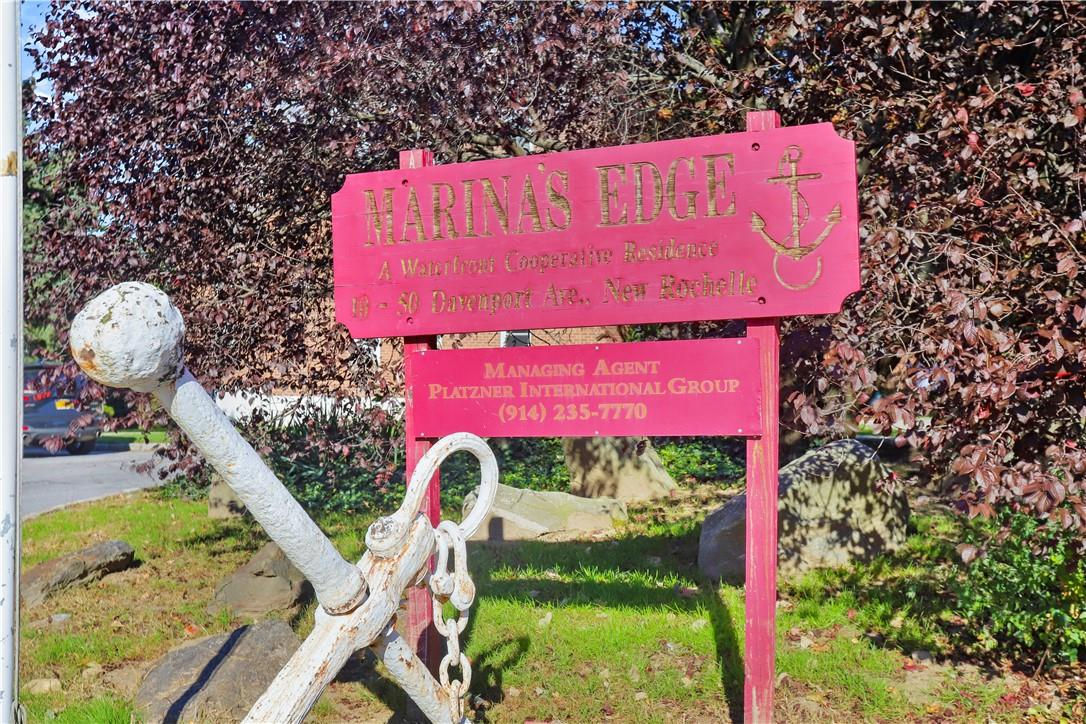 MARINA'S EDGE
A Waterfront Cooperative Residence
10 - 50 Davenport Ave., New Rochelle
MANAGING AGENT
PLATZNER INTERNATIONAL GROUP
(914) 235-7770